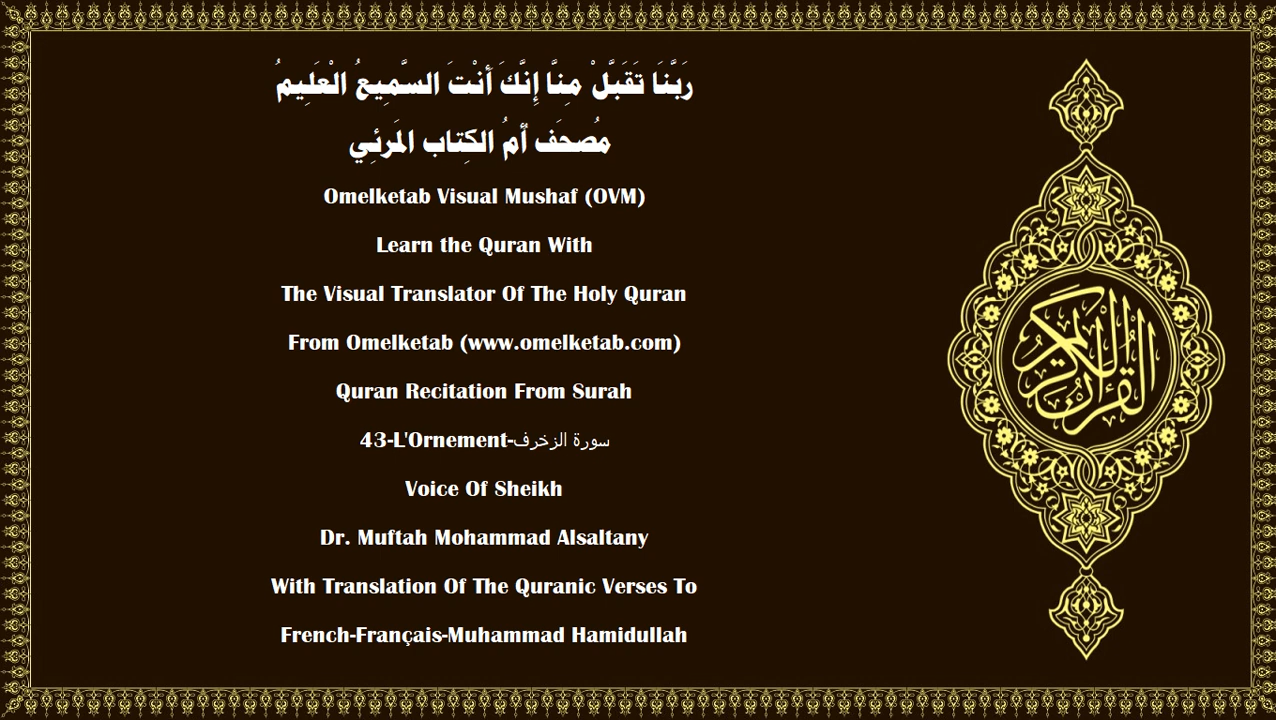 رَبَّنَا تَقَبَّلْ مِنَّا إِنَّكَ أَنْتَ السَّمِيعُ الْعَلِيمُ
مُصحَف أمُ الكِتاب المَرئِي
Omelketab Visual Mushaf (OVM)
Learn the Quran With
The Visual Translator Of The Holy Quran
From Omelketab (www.omelketab.com)
Quran Recitation From Surah
43-L'Ornement-سورة الزخرف
Voice Of Sheikh
Dr. Muftah Mohammad Alsaltany
With Translation Of The Quranic Verses To
French-Français-Muhammad Hamidullah
القرآن الكريم